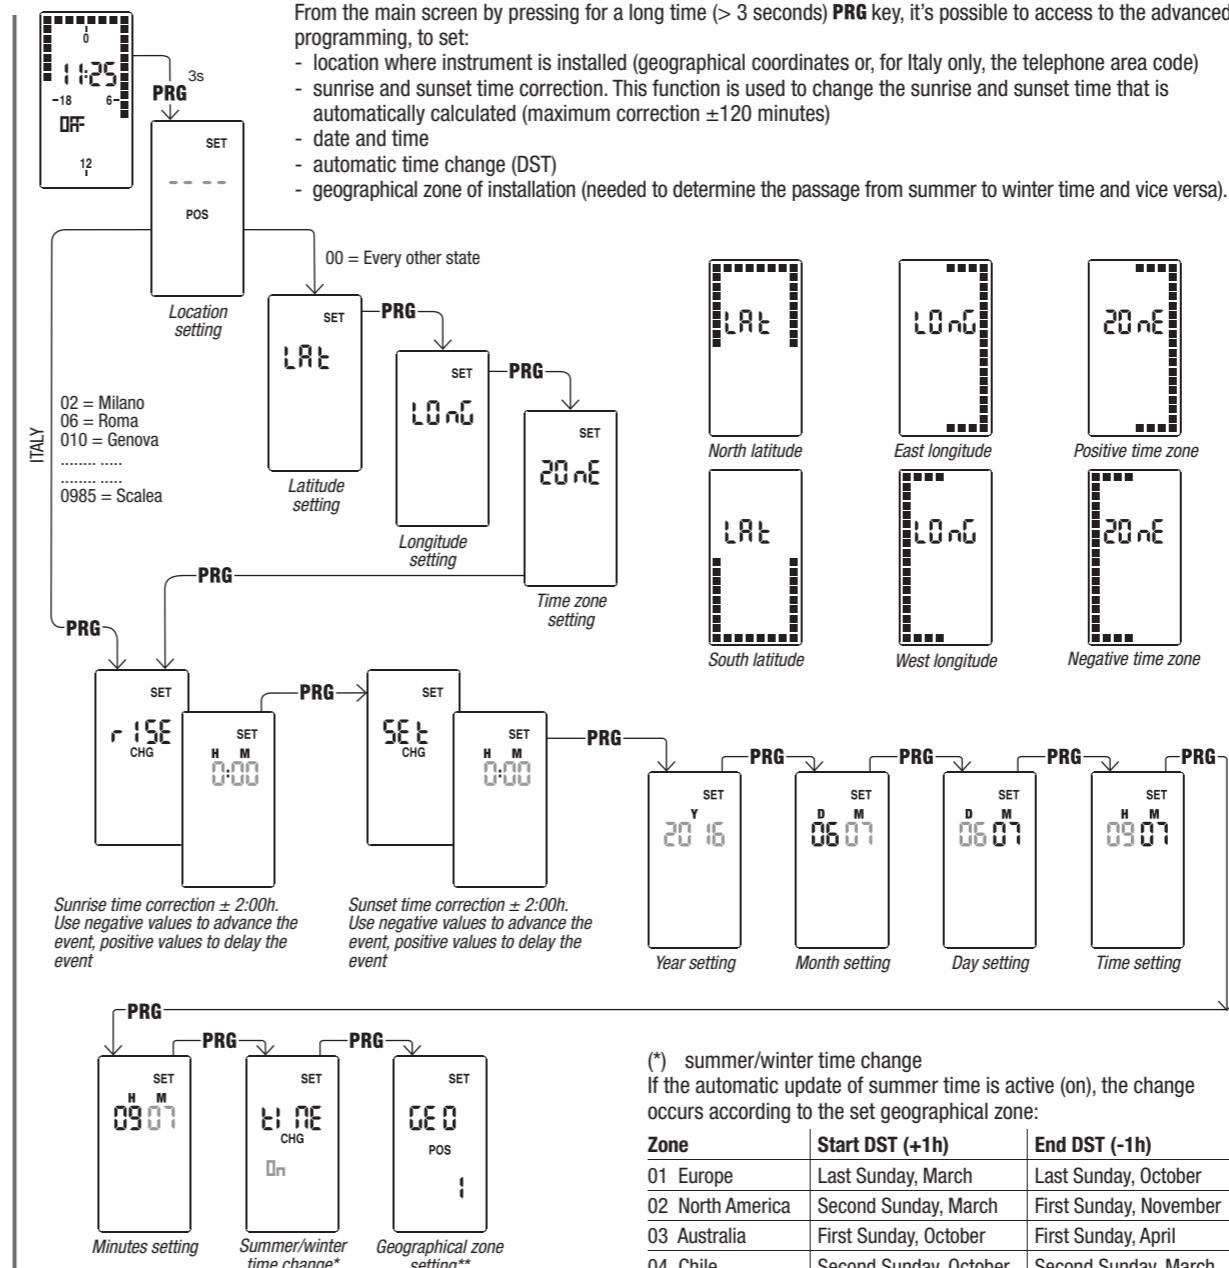 From the main screen by pressing for a long time (> 3 seconds) PRG key, it's possible to access to the advanced
programming, to set:
- location where instrument is installed (geographical coordinates or, for Italy only, the telephone area code)
- sunrise and sunset time correction. This function is used to change the sunrise and sunset time that is
automatically calculated (maximum correction ±120 minutes)
- date and time
- automatic time change (DST)
- geographical zone of installation (needed to determine the passage from summer to winter time and vice versa).
0
11:25
-18 6-
OFF
12
3s
PRG
SET
---- 
POS
Location
setting
00 = Every other state
ITALY
02 = Milano
06 = Roma
010 = Genova
........ .....
........ .....
0985 = Scalea
SET
LAt
Latitude
setting
PRG
SET
LOnG
Longitude
setting
PRG
SET
ZOnE
Time zone
setting
PRG
PRG
LAt
North latitude
LOnG
East longitude
ZOnE
Positive time zone
LAt
South latitude
LOnG
West longitude
ZOnE
Negative time zone
SET
rISE
CHG
SET
H M
0:00
Sunrise time correction ± 2:00h.
Use negative values to advance the
event, positive values to delay the
event
PRG
SET
SEt
CHG
SET
H M
0:00
Sunset time correction ± 2:00h.
Use negative values to advance the
event, positive values to delay the
event
PRG
SET
Y
2016
Year setting
PRG
SET
D M
06 07
Month setting
PRG
SET
D M
06 07
Day setting
PRG
SET
H M
09 07
Time setting
PRG
PRG
SET
H M
09 07
Minutes setting
PRG
SET
tIME
CHG
On
Summer/winter
time change*
PRG
SET
GEO
POS
1
Geographical zone
setting**
(*) summer/winter time change
If the automatic update of summer time is active (on), the change
occurs according to the set geographical zone:
Zone Start DST (+1h) End DST (-1h)
01 Europe Last Sunday, March Last Sunday, October
02 North America Second Sunday, March First Sunday, November
03 Australia First Sunday, October First Sunday, April
04 Chile Second Sunday, October Second Sunday, March